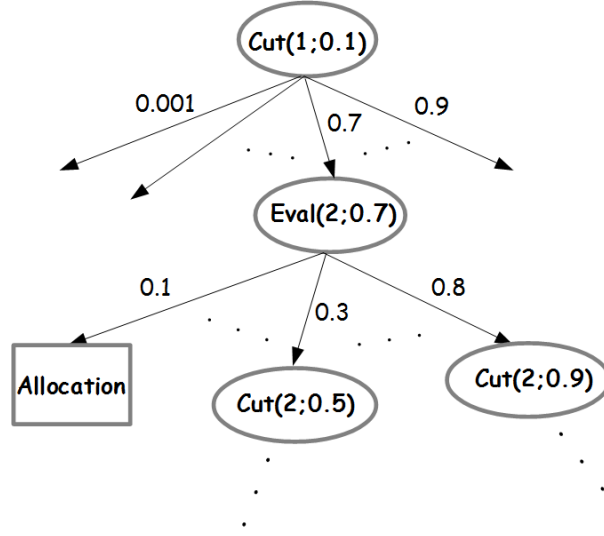 Cut(1;0.1)
0.001
0.7
0.9
Eval(2;0.7)
0.1
0.3
0.8
Allocation
Cut(2;0.5)
Cut(2;0.9)